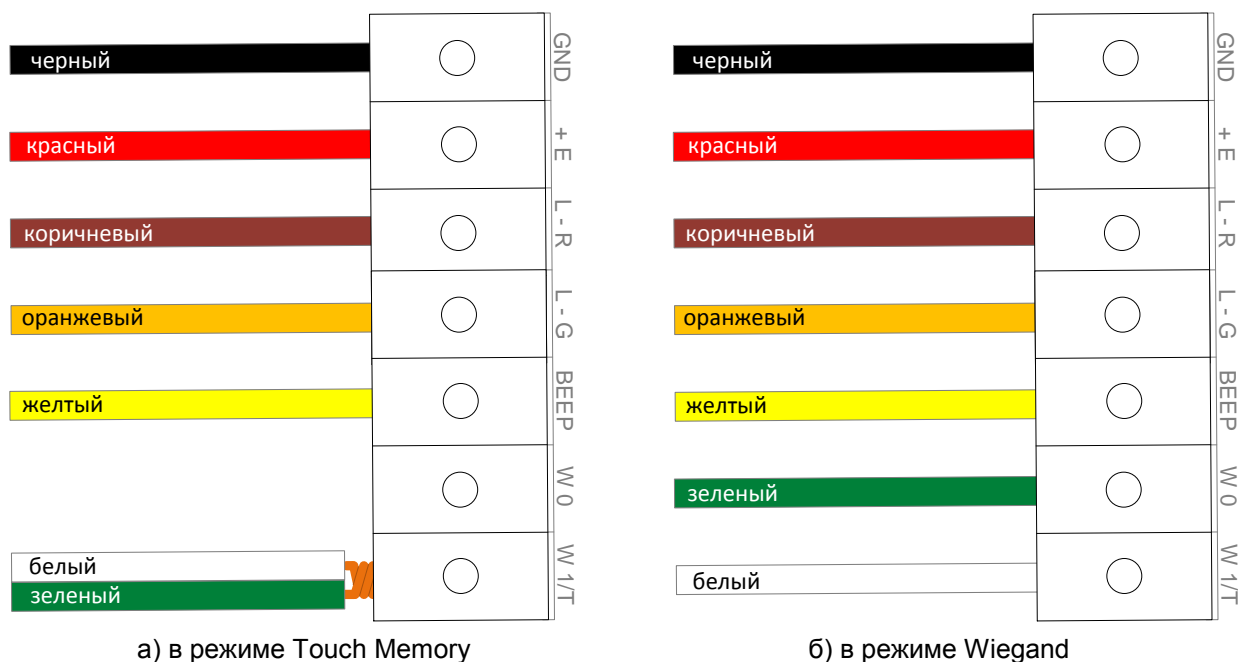 черный
GND
красный
+ E
коричневый
L - R
оранжевый
L - G
желтый
BEEP
W 0
белый
зеленый
W 1/T
а) в режиме Touch Memory
черный
GND
красный
+ E
коричневый
L - R
оранжевый
L - G
желтый
BEEP
зеленый
W 0
белый
W 1/T
б) в режиме Wiegand